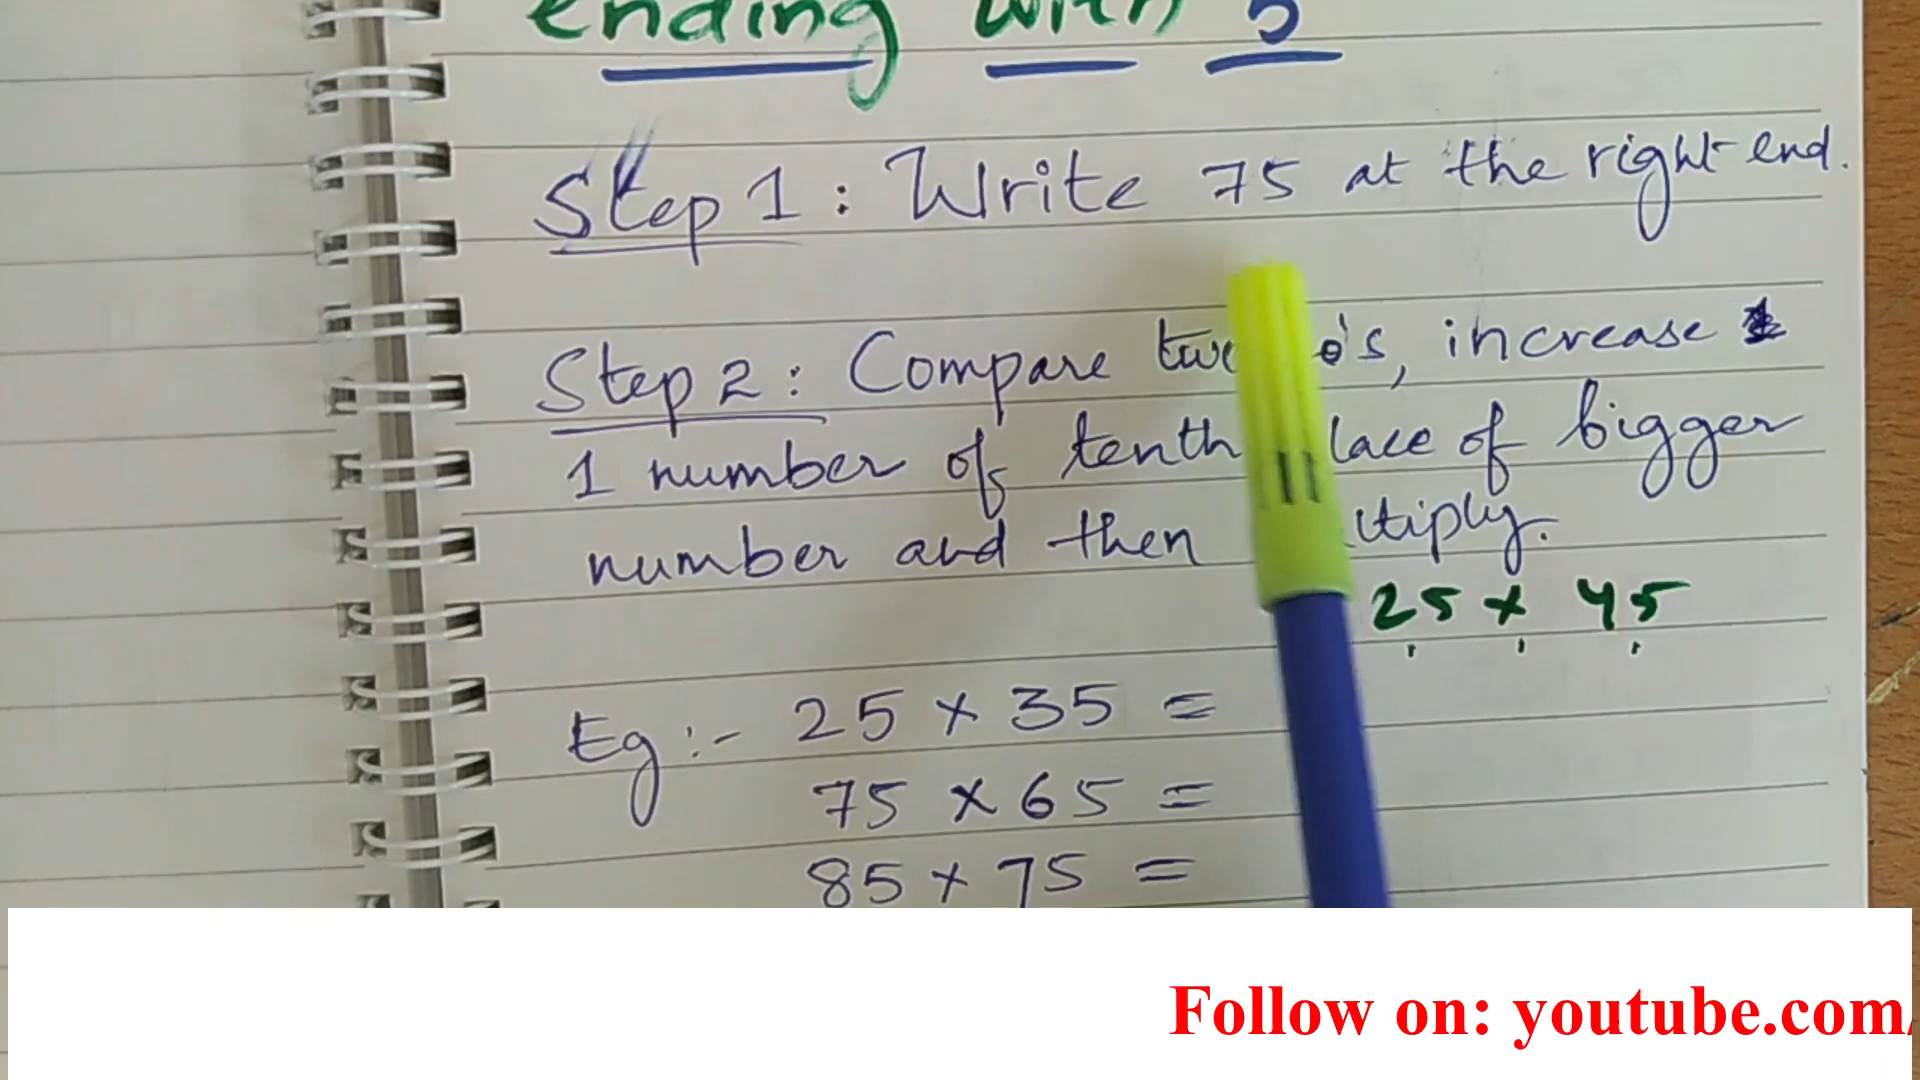 ending with 5
Step 1 : Write 75 at the right end.
Step 2 : Compare o's, increase
1 number of tenth lace of bigger
number and then ltiply.
25 x 45
Eg :- 25 x 35 =
75 x 65 =
85 x 75 =
Follow on: youtube.com/